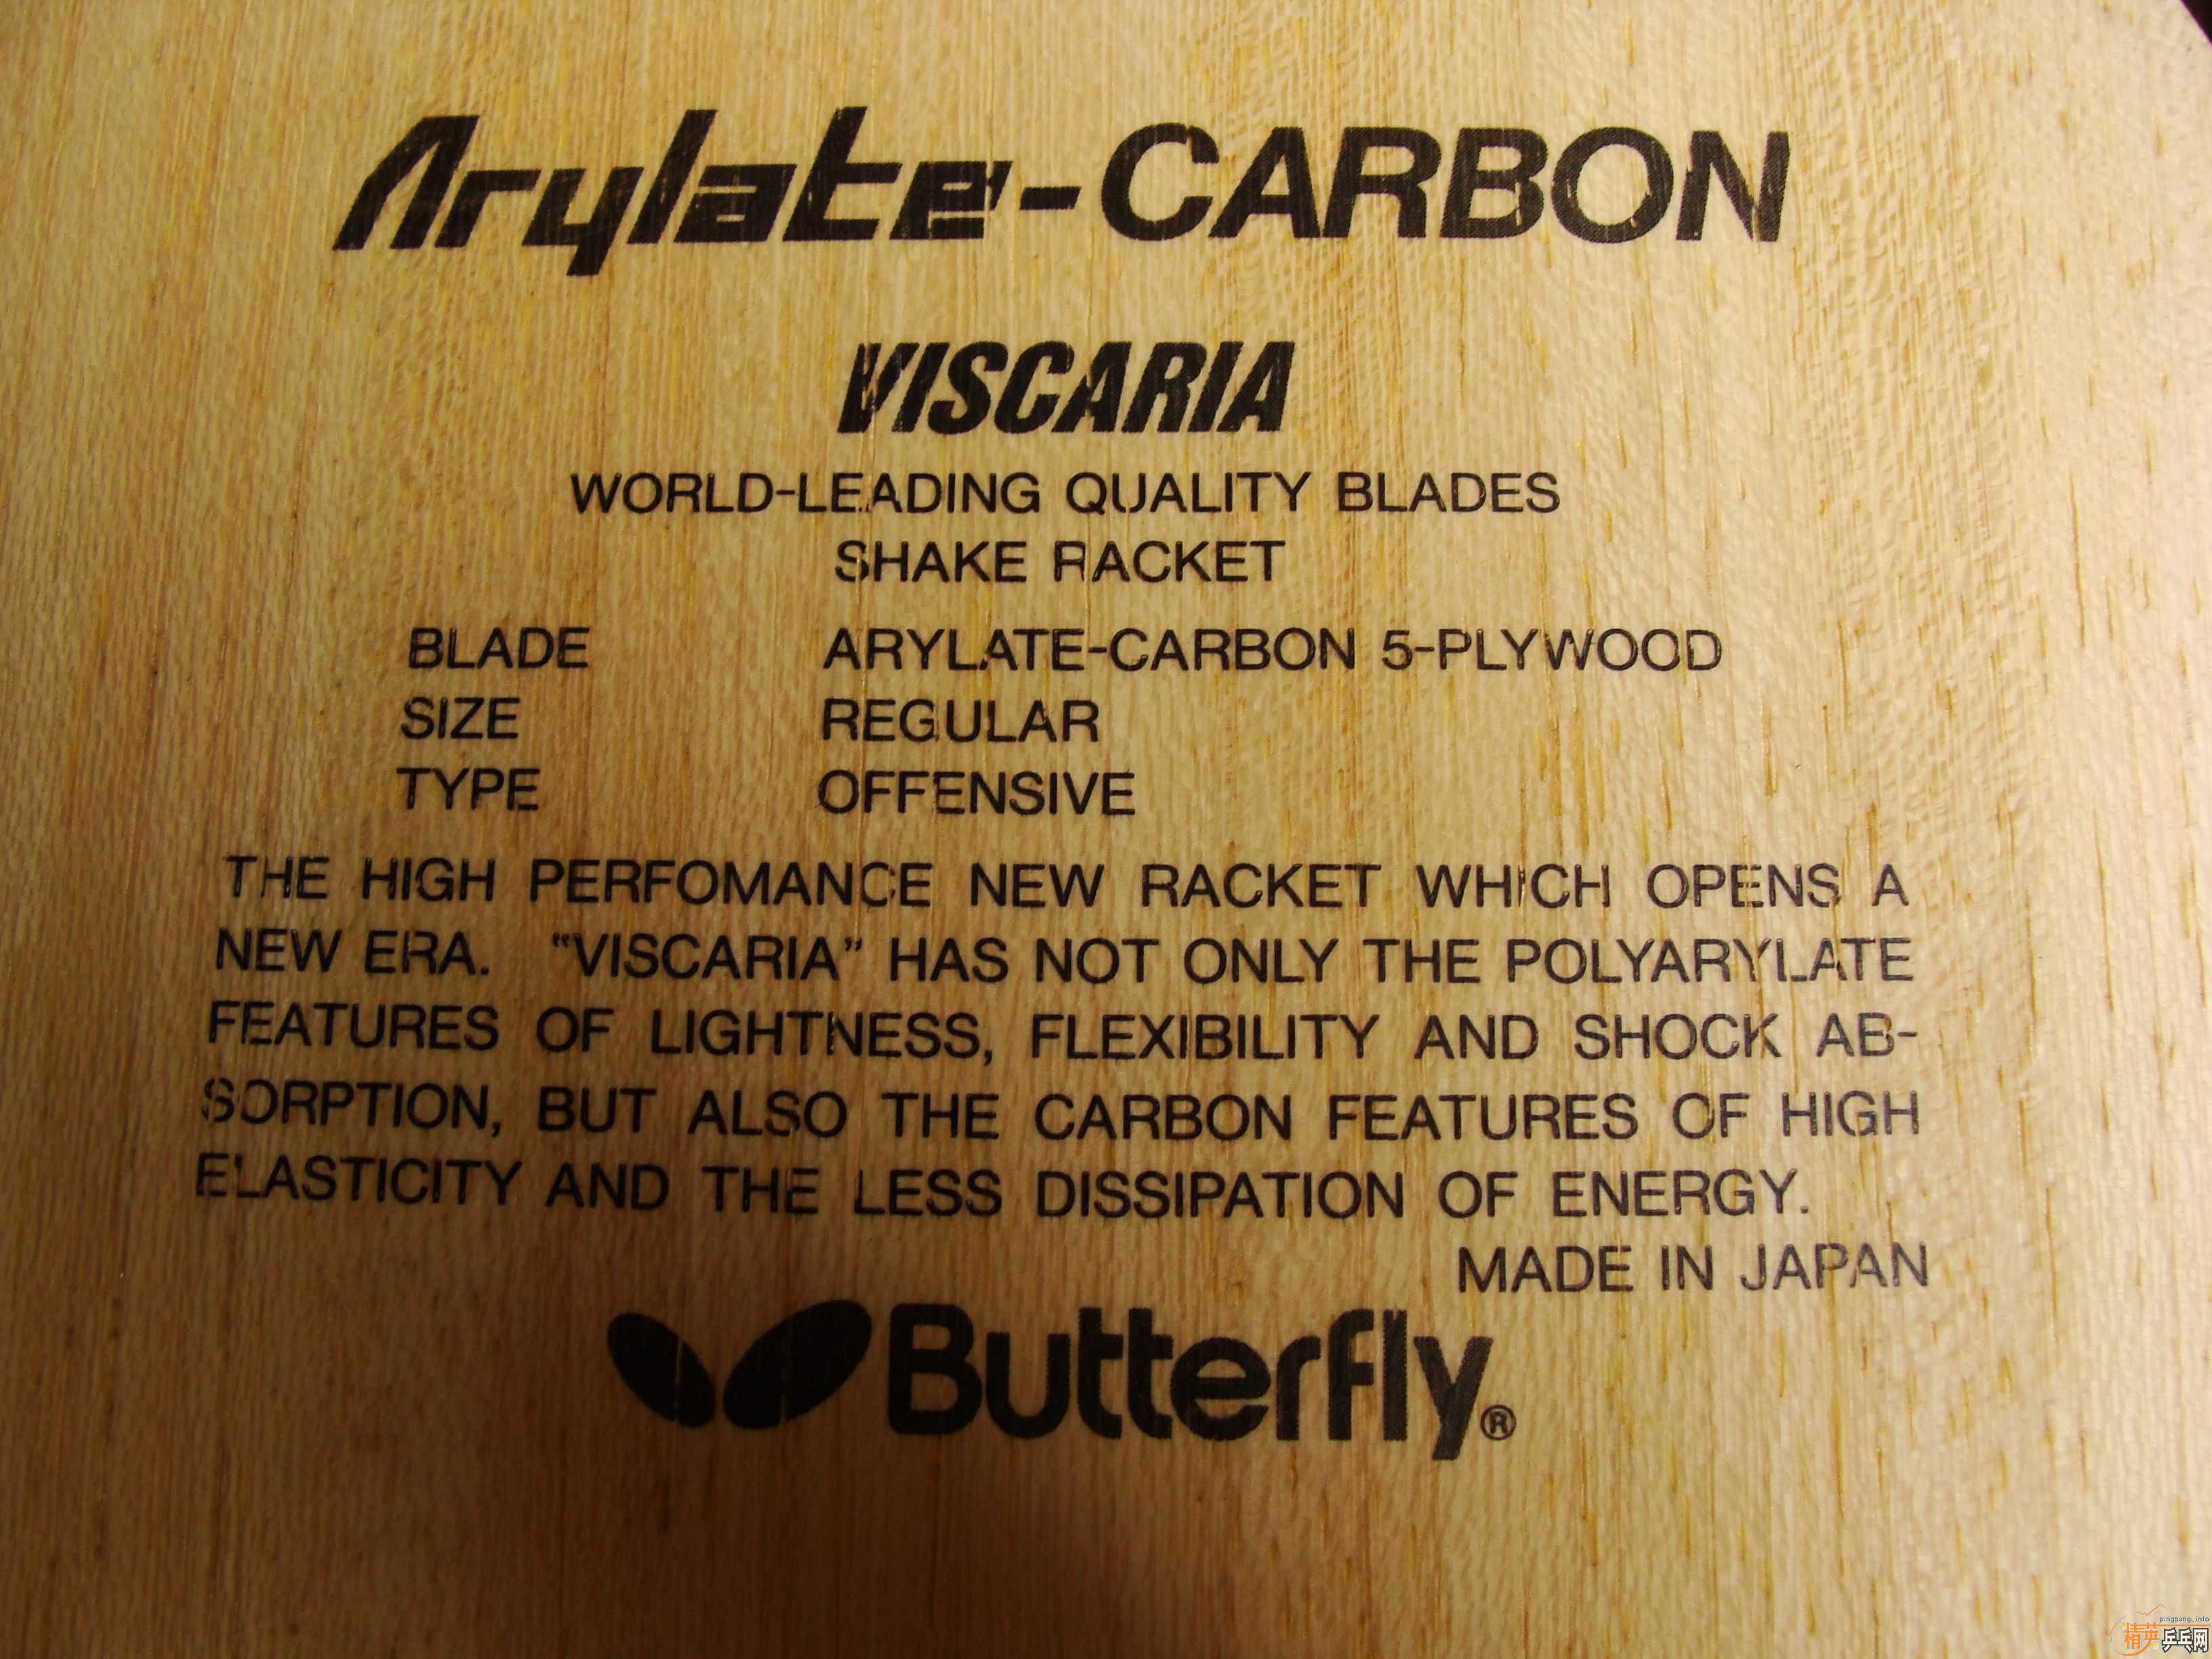 Arylate-CARBON
VISCARIA
WORLD-LEADING QUALITY BLADES
SHAKE RACKET
BLADE ARYLATE-CARBON 5-PLYWOOD
SIZE REGULAR
TYPE OFFENSIVE
THE HIGH PERFOMANCE NEW RACKET WHICH OPENS A
NEW ERA. “VISCARIA” HAS NOT ONLY THE POLYARYLATE
FEATURES OF LIGHTNESS, FLEXIBILITY AND SHOCK AB-
SORPTION, BUT ALSO THE CARBON FEATURES OF HIGH
ELASTICITY AND THE LESS DISSIPATION OF ENERGY.
MADE IN JAPAN
Butterfly®
pingpang.info
精英乒乓网